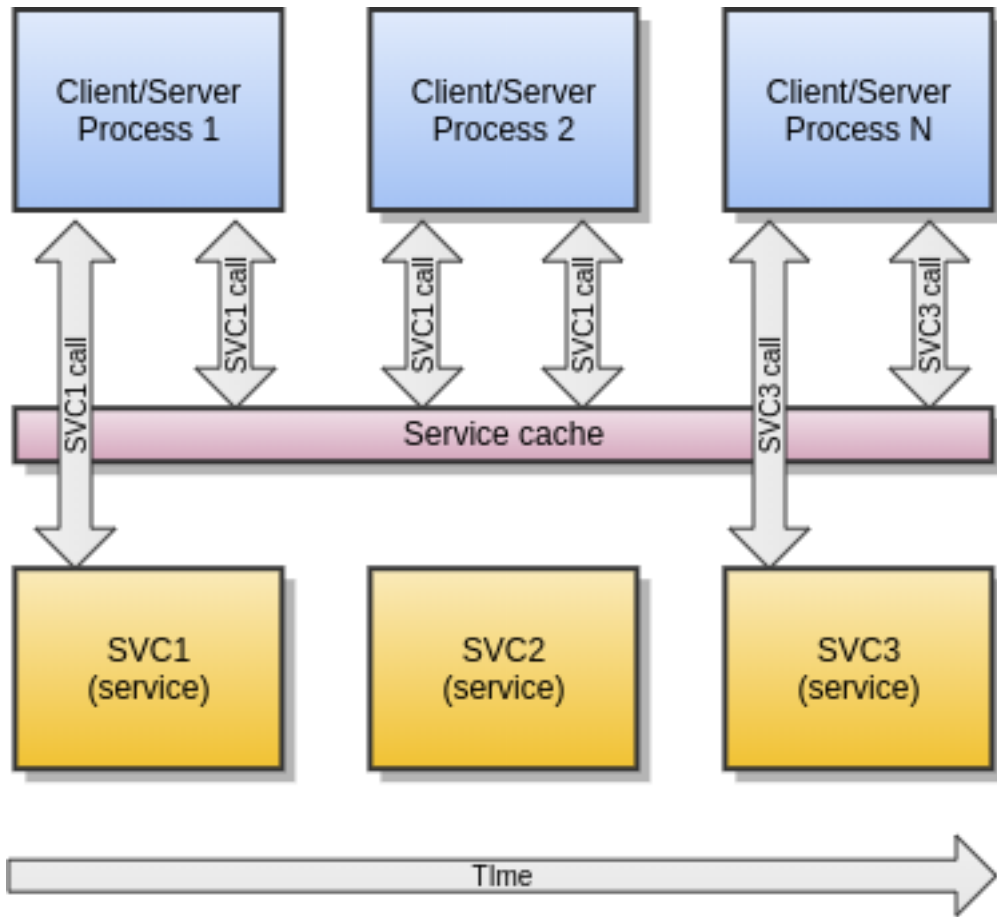 Client/Server
Process 1
Client/Server
Process 2
Client/Server
Process N
SVC1 call
SVC1 call
SVC1 call
SVC1 call
SVC3 call
SVC3 call
Service cache
SVC1
(service)
SVC2
(service)
SVC3
(service)
TIme